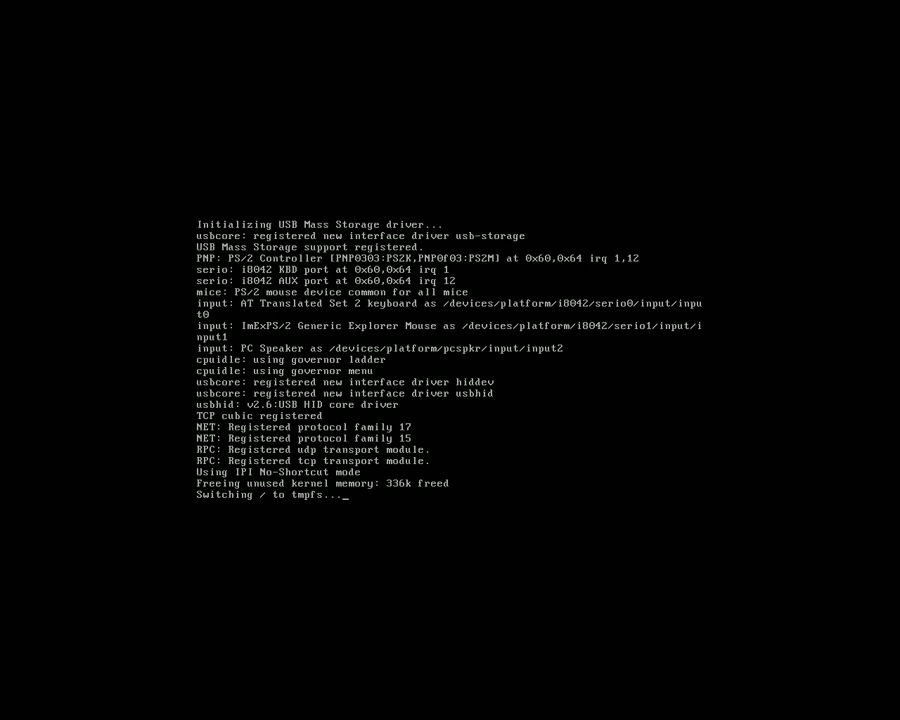 Initializing USB Mass Storage driver...
usbcore: registered new interface driver usb-storage
USB Mass Storage support registered.
PNP: PS/2 Controller [PNP0303:PS2K,PNP0f03:PS2M] at 0x60,0x64 irq 1,12
serio: i8042 KBD port at 0x60,0x64 irq 1
serio: i8042 AUX port at 0x60,0x64 irq 12
mice: PS/2 mouse device common for all mice
input: AT Translated Set 2 keyboard as /devices/platform/i8042/serio0/input/inpu
t0
input: ImExPS/2 Generic Explorer Mouse as /devices/platform/i8042/serio1/input/i
nput1
input: PC Speaker as /devices/platform/pcspkr/input/input2
cpuidle: using governor ladder
cpuidle: using governor menu
usbcore: registered new interface driver hiddev
usbcore: registered new interface driver usbhid
usbhid: v2.6:USB HID core driver
TCP cubic registered
NET: Registered protocol family 17
NET: Registered protocol family 15
RPC: Registered udp transport module.
RPC: Registered tcp transport module.
Using IPI No-Shortcut mode
Freeing unused kernel memory: 336k freed
Switching / to tmpfs..._